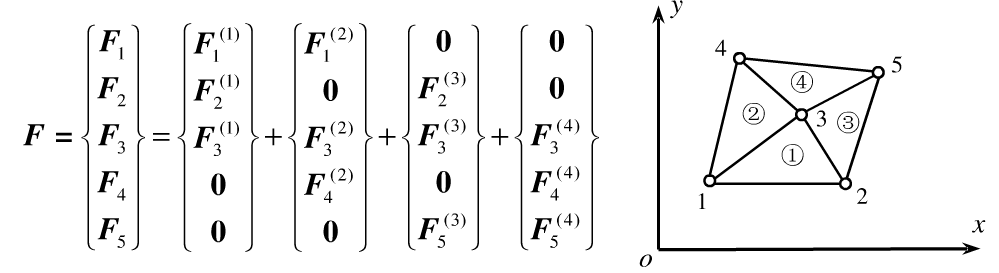 F = {F₁ F₂ F₃ F₄ F₅} = {F₁⁽¹⁾ F₂⁽¹⁾ F₃⁽¹⁾ 0 0} + {F₁⁽²⁾ 0 F₃⁽²⁾ F₄⁽²⁾ 0} + {0 F₂⁽³⁾ F₃⁽³⁾ 0 F₅⁽³⁾} + {0 0 F₃⁽⁴⁾ F₄⁽⁴⁾ F₅⁽⁴⁾}
y
4
5
④
②
3
③
①
1
2
x
o